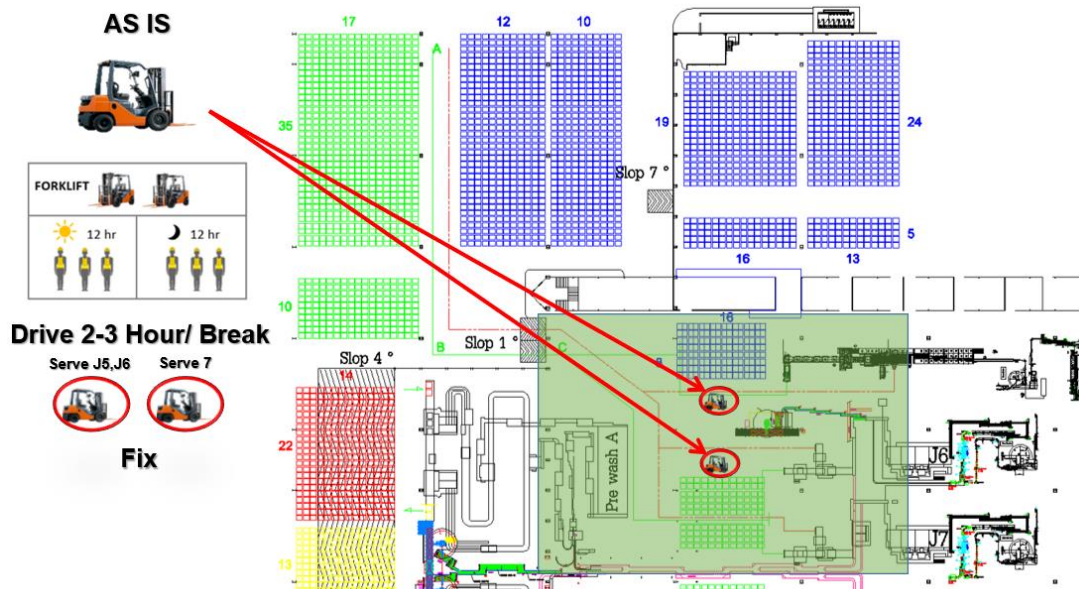 AS IS
FORKLIFT
12 hr
12 hr
Drive 2-3 Hour/ Break
Serve J5,J6
Serve 7
Fix
17
12
10
A
35
19
24
Slop 7 °
5
16
13
10
16
B
Slop 1 °
C
Slop 4 °
14
22
Pre wash A
J6
13
J7